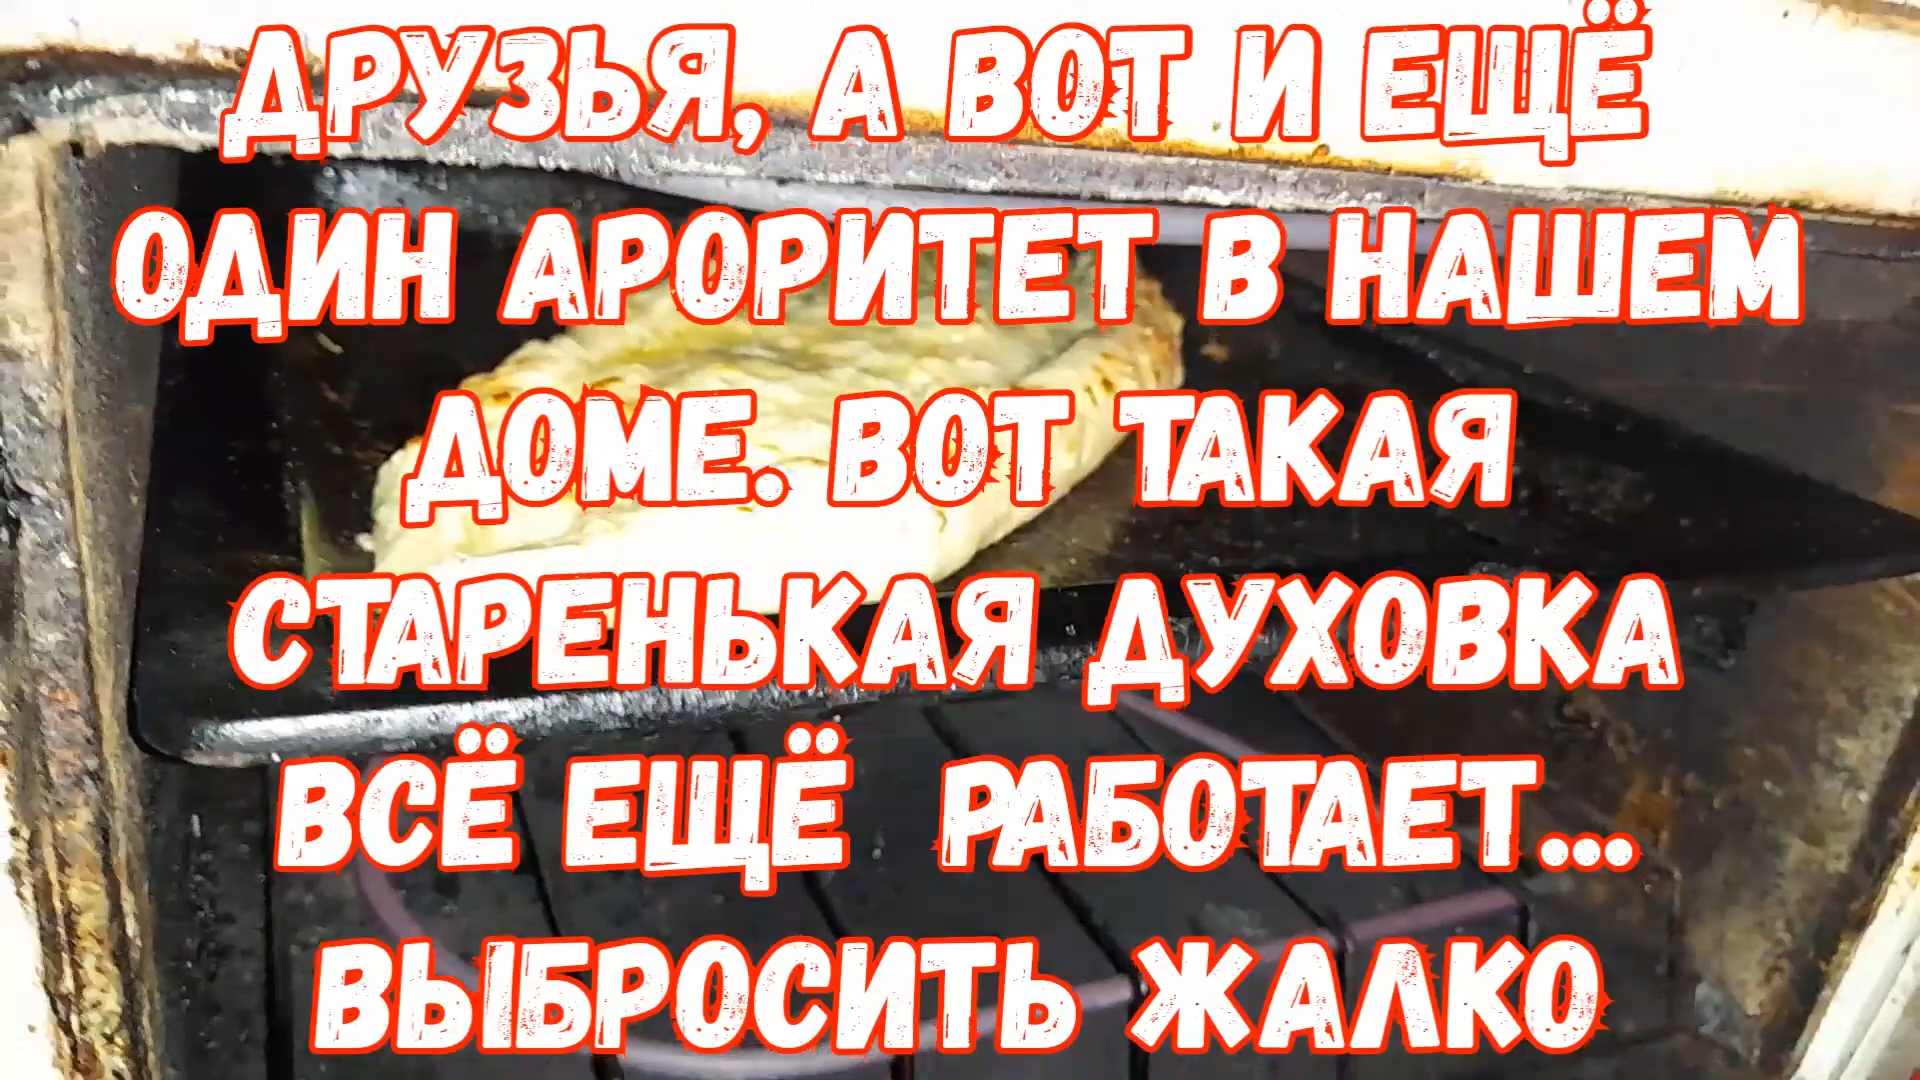 ДРУЗЬЯ, А ВОТ И ЕЩЁ
ОДИН АРОРИТЕТ В НАШЕМ
ДОМЕ. ВОТ ТАКАЯ
СТАРЕНЬКАЯ ДУХОВКА
ВСЁ ЕЩЁ РАБОТАЕТ...
ВЫБРОСИТЬ ЖАЛКО